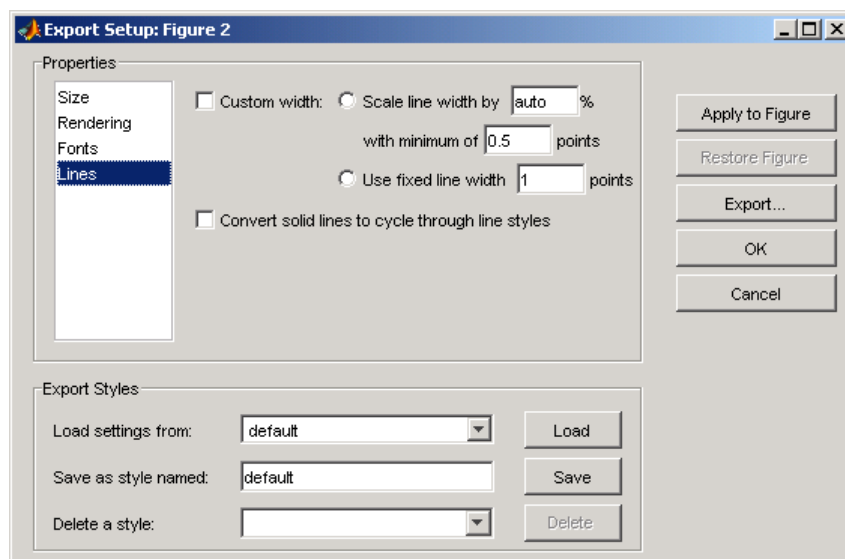 Export Setup: Figure 2
Properties
Size
Rendering
Fonts
Lines
Custom width: Scale line width by auto %
with minimum of 0.5 points
Use fixed line width 1 points
Convert solid lines to cycle through line styles
Apply to Figure
Restore Figure
Export...
OK
Cancel
Export Styles
Load settings from: default Load
Save as style named: default Save
Delete a style: Delete